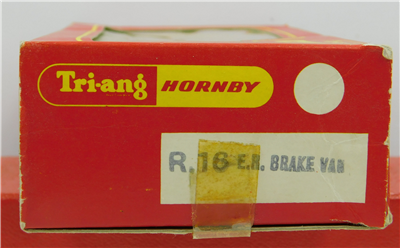 Tri-ang HORNBY
R.16 E.R. BRAKE VAN